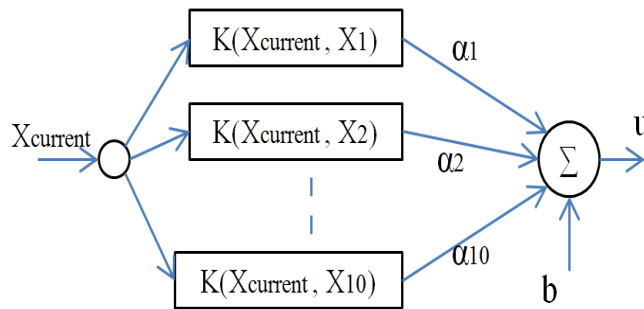 K(Xcurrent , X1)
α1
Xcurrent
K(Xcurrent , X2)
α2
Σ
u
K(Xcurrent , X10)
α10
b